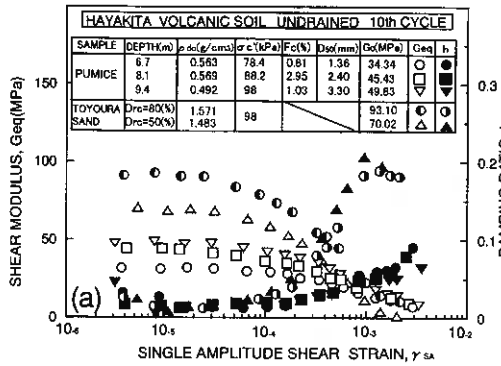 HAYAKITA VOLCANIC SOIL UNDRAINED 10th CYCLE
SAMPLE DEPTH(m) ρdo(g/cm3) σ'c(kPa) Fc(%) D50(mm) Go(MPa) Geq h
PUMICE 6.7 0.563 78.4 0.81 1.36 34.34
8.1 0.569 88.2 2.95 2.40 45.43
9.4 0.492 98 1.03 3.30 49.83
TOYOURA SAND Drc=80(%) 1.571 98 93.10
Drc=50(%) 1.483 70.02
SHEAR MODULUS, Geq(MPa)
150
100
50
0
0.3
0.2
0.1
0
(a)
10-6 10-5 10-4 10-3 10-2
SINGLE AMPLITUDE SHEAR STRAIN, γSA